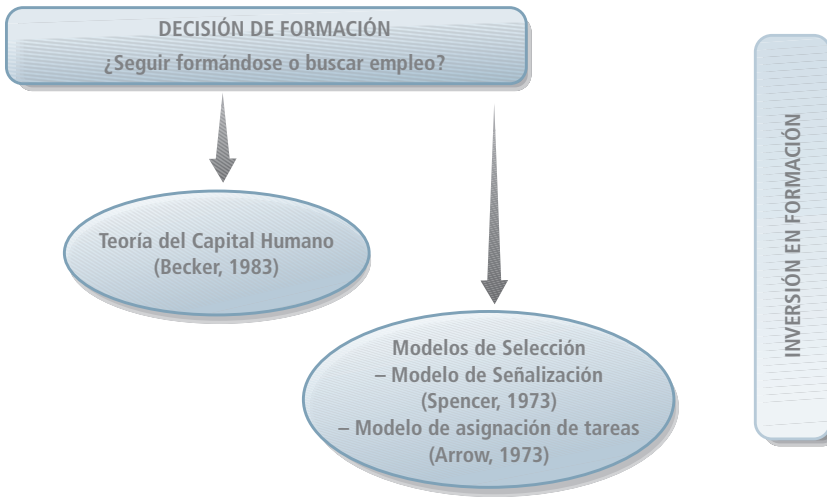 DECISIÓN DE FORMACIÓN
¿Seguir formándose o buscar empleo?
Teoría del Capital Humano
(Becker, 1983)
Modelos de Selección
– Modelo de Señalización
(Spencer, 1973)
– Modelo de asignación de tareas
(Arrow, 1973)
INVERSIÓN EN FORMACIÓN